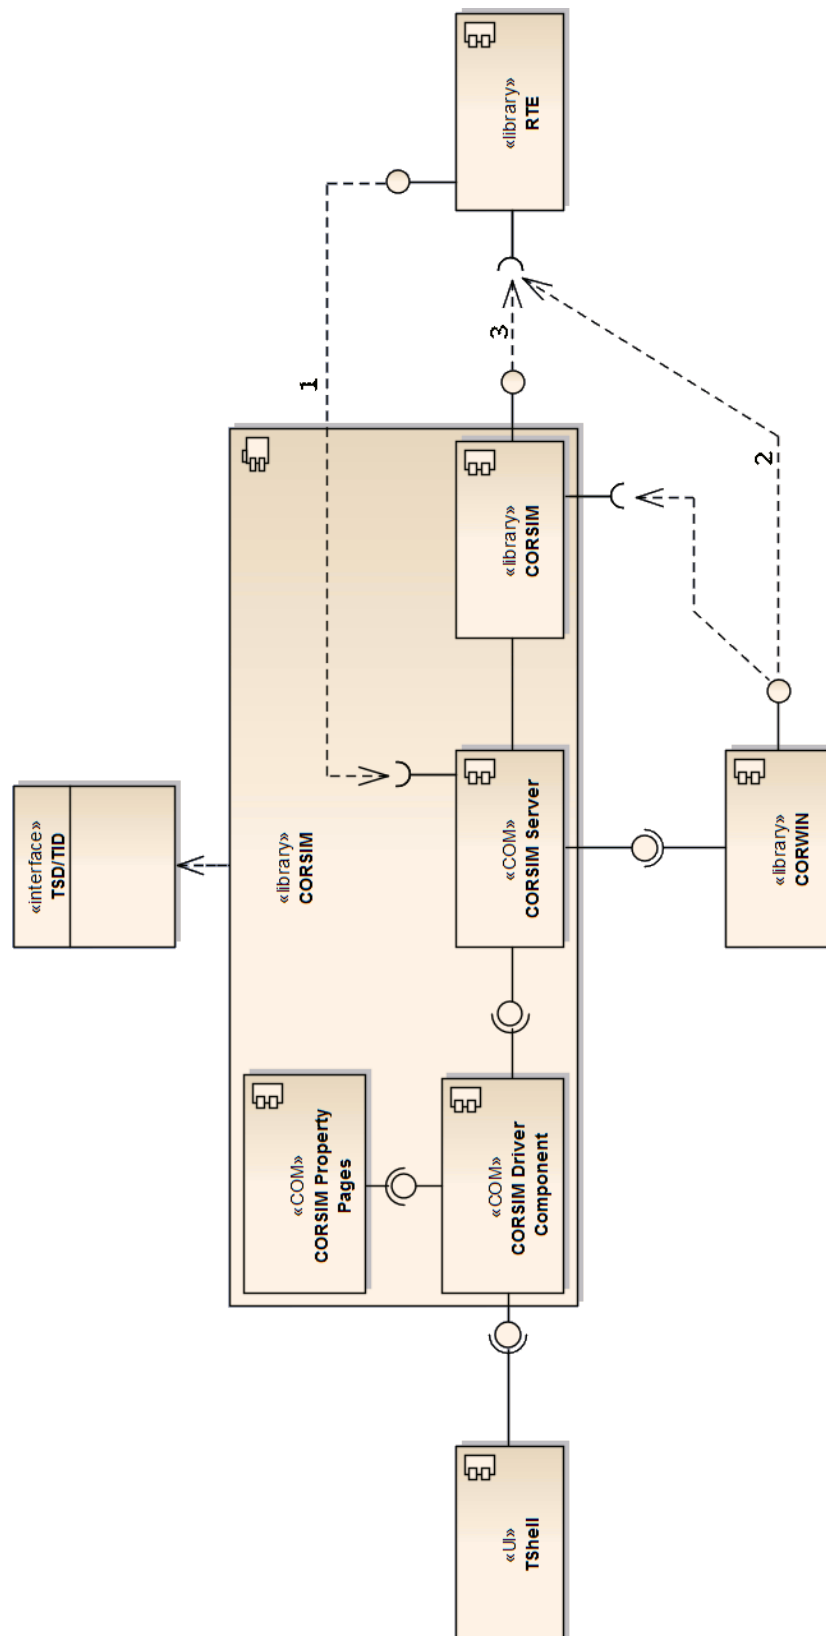 «UI»
TShell
«COM»
CORSIM Property
Pages
«COM»
CORSIM Driver
Component
«library»
CORSIM
«interface»
TSD/TID
«COM»
CORSIM Server
«library»
CORWIN
«library»
CORSIM
1
2
3
«library»
RTE